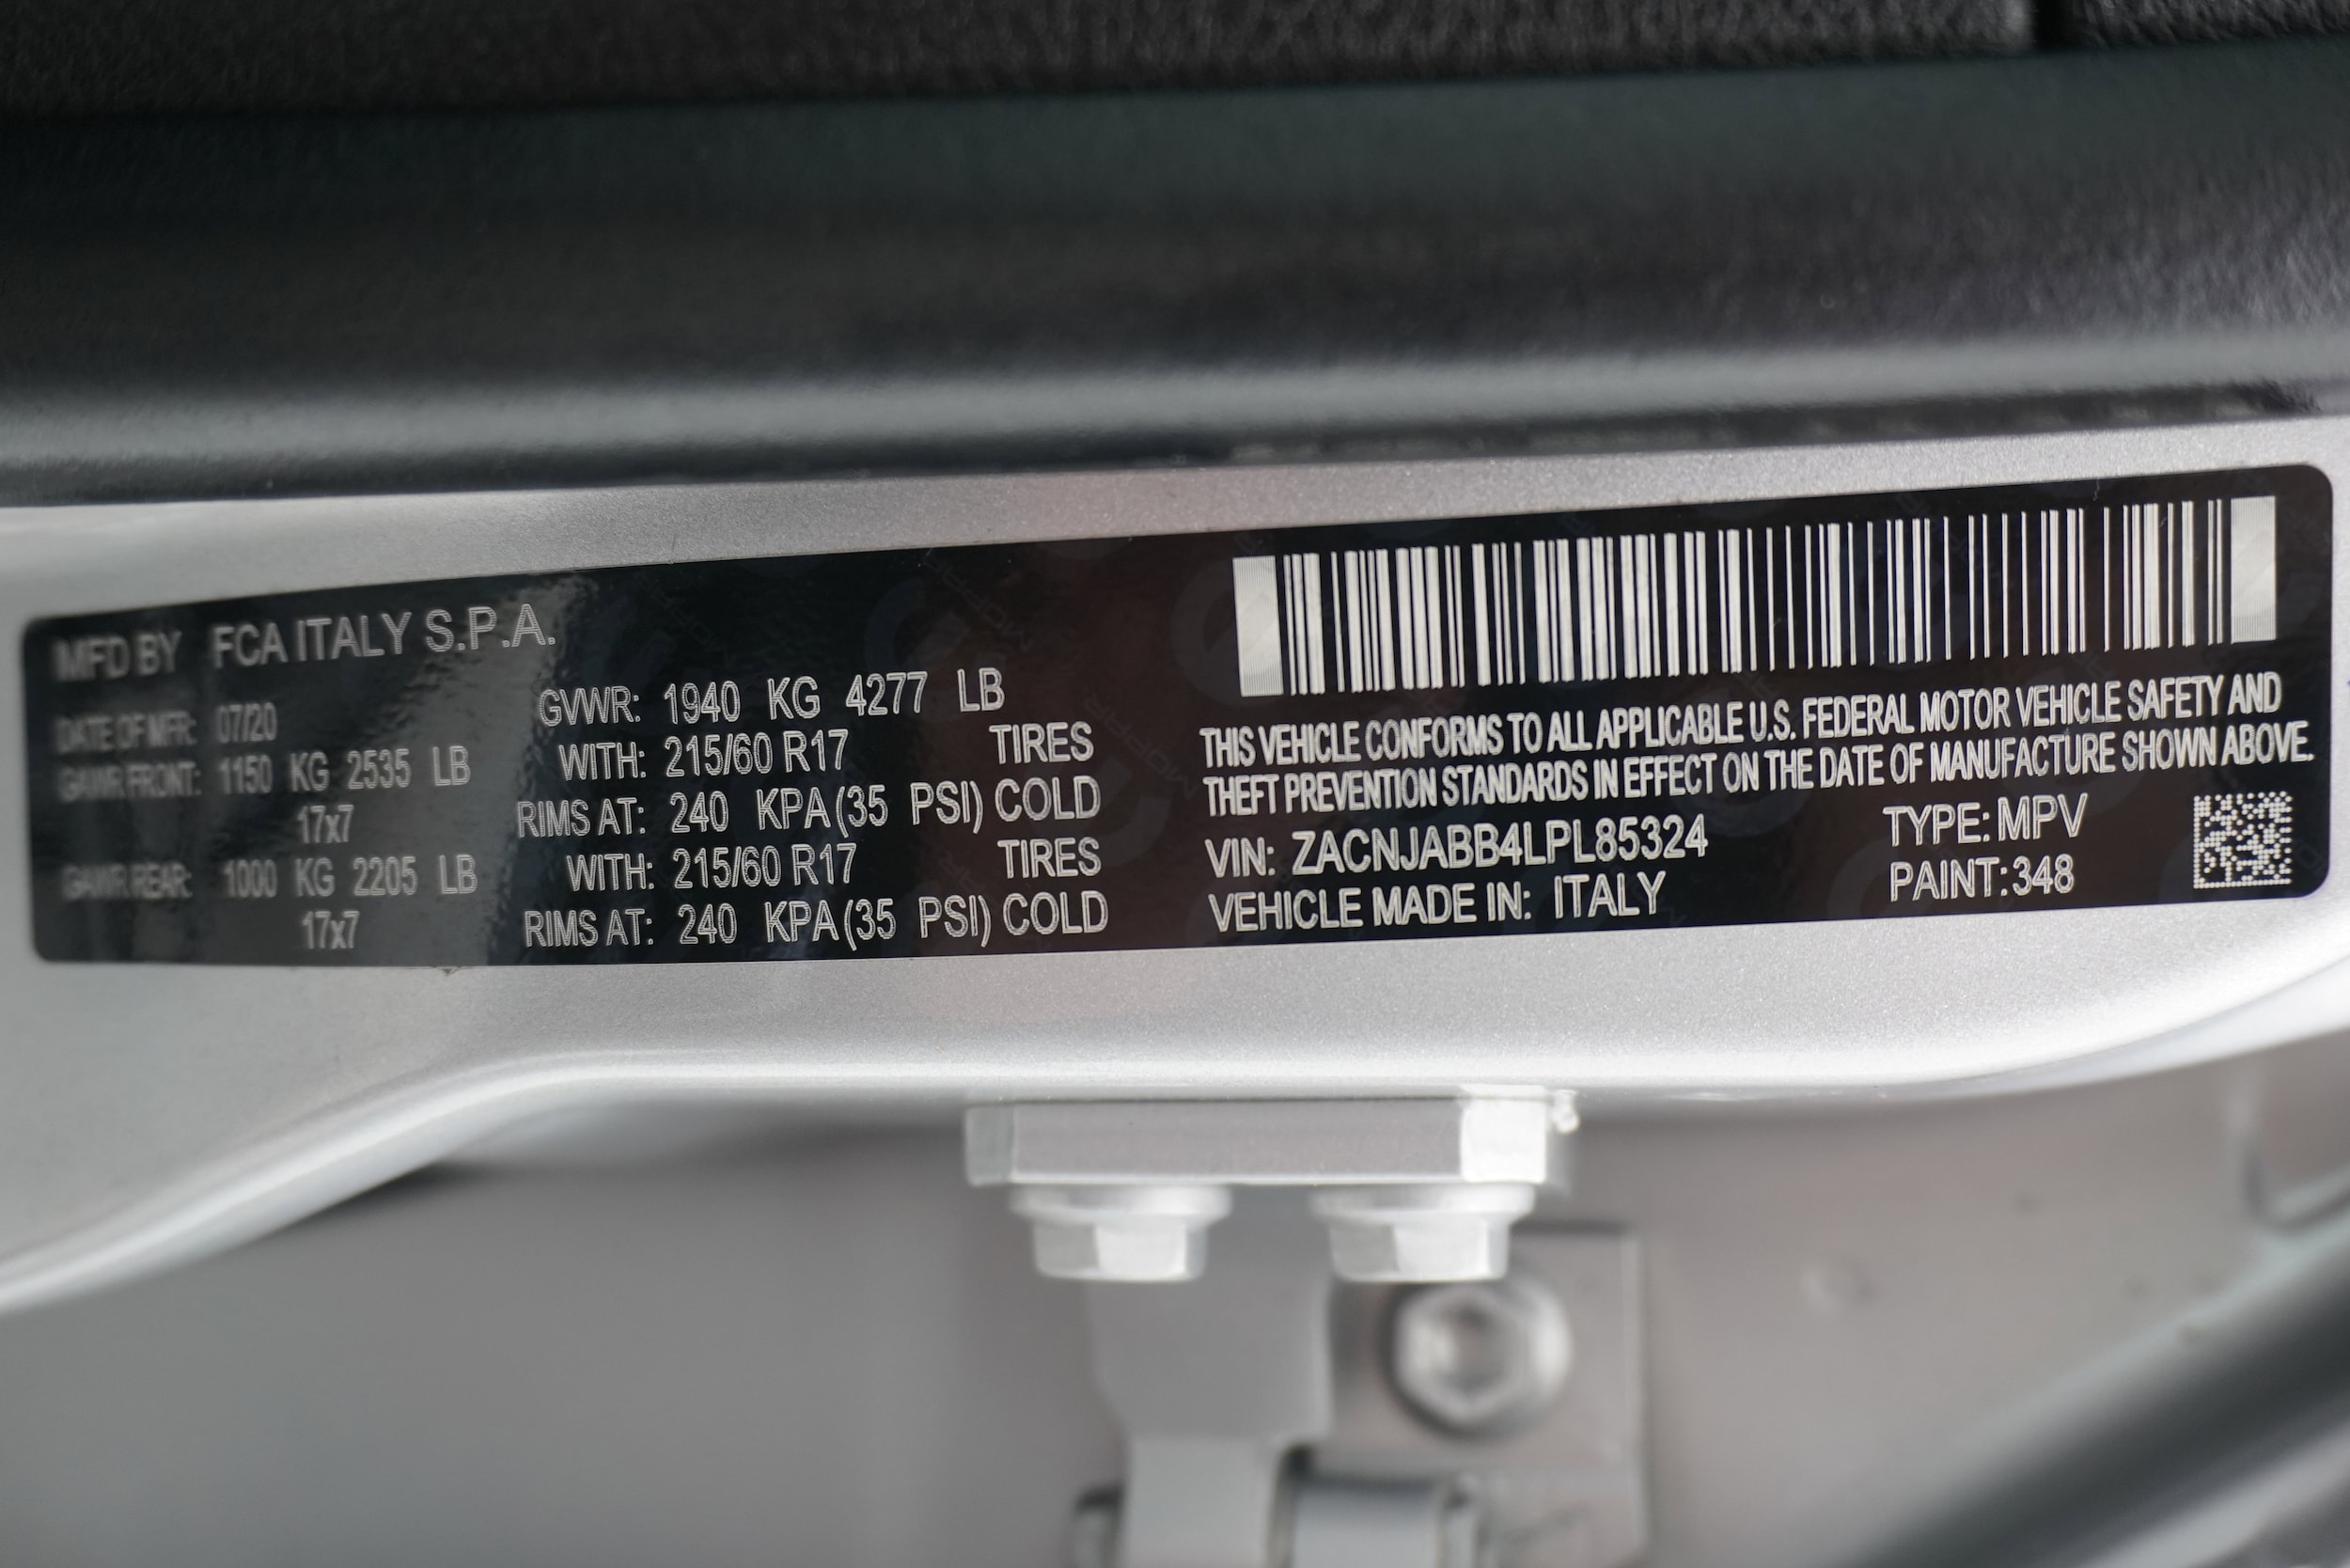 MFD BY FCA ITALY S.P.A.
DATE OF MFR: 07/20 GVWR: 1940 KG 4277 LB
GAWR FRONT: 1150 KG 2535 LB WITH: 215/60 R17 TIRES
17x7 RIMS AT: 240 KPA (35 PSI) COLD
GAWR REAR: 1000 KG 2205 LB WITH: 215/60 R17 TIRES
17x7 RIMS AT: 240 KPA (35 PSI) COLD
THIS VEHICLE CONFORMS TO ALL APPLICABLE U.S. FEDERAL MOTOR VEHICLE SAFETY AND
THEFT PREVENTION STANDARDS IN EFFECT ON THE DATE OF MANUFACTURE SHOWN ABOVE.
VIN: ZACNJABB4LPL85324 TYPE: MPV
VEHICLE MADE IN: ITALY PAINT: 348